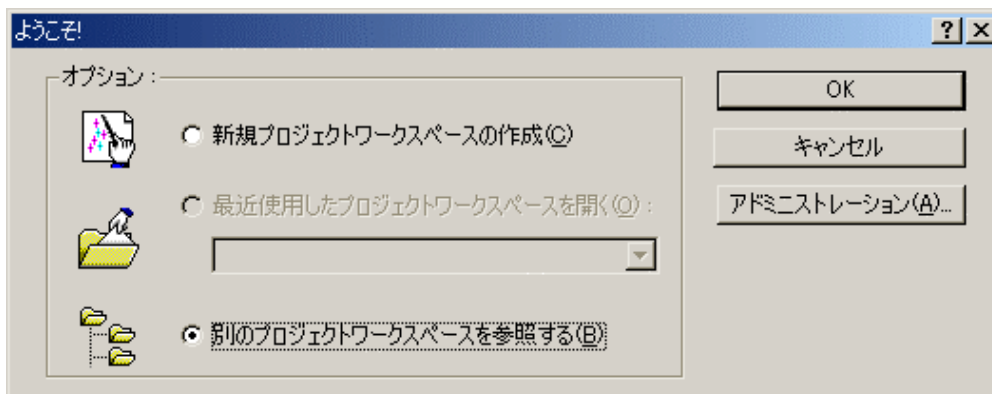 ようこそ!
オプション :
OK
新規プロジェクトワークスペースの作成(C)
キャンセル
最近使用したプロジェクトワークスペースを開く(O) :
アドミニストレーション(A)...
別のプロジェクトワークスペースを参照する(B)